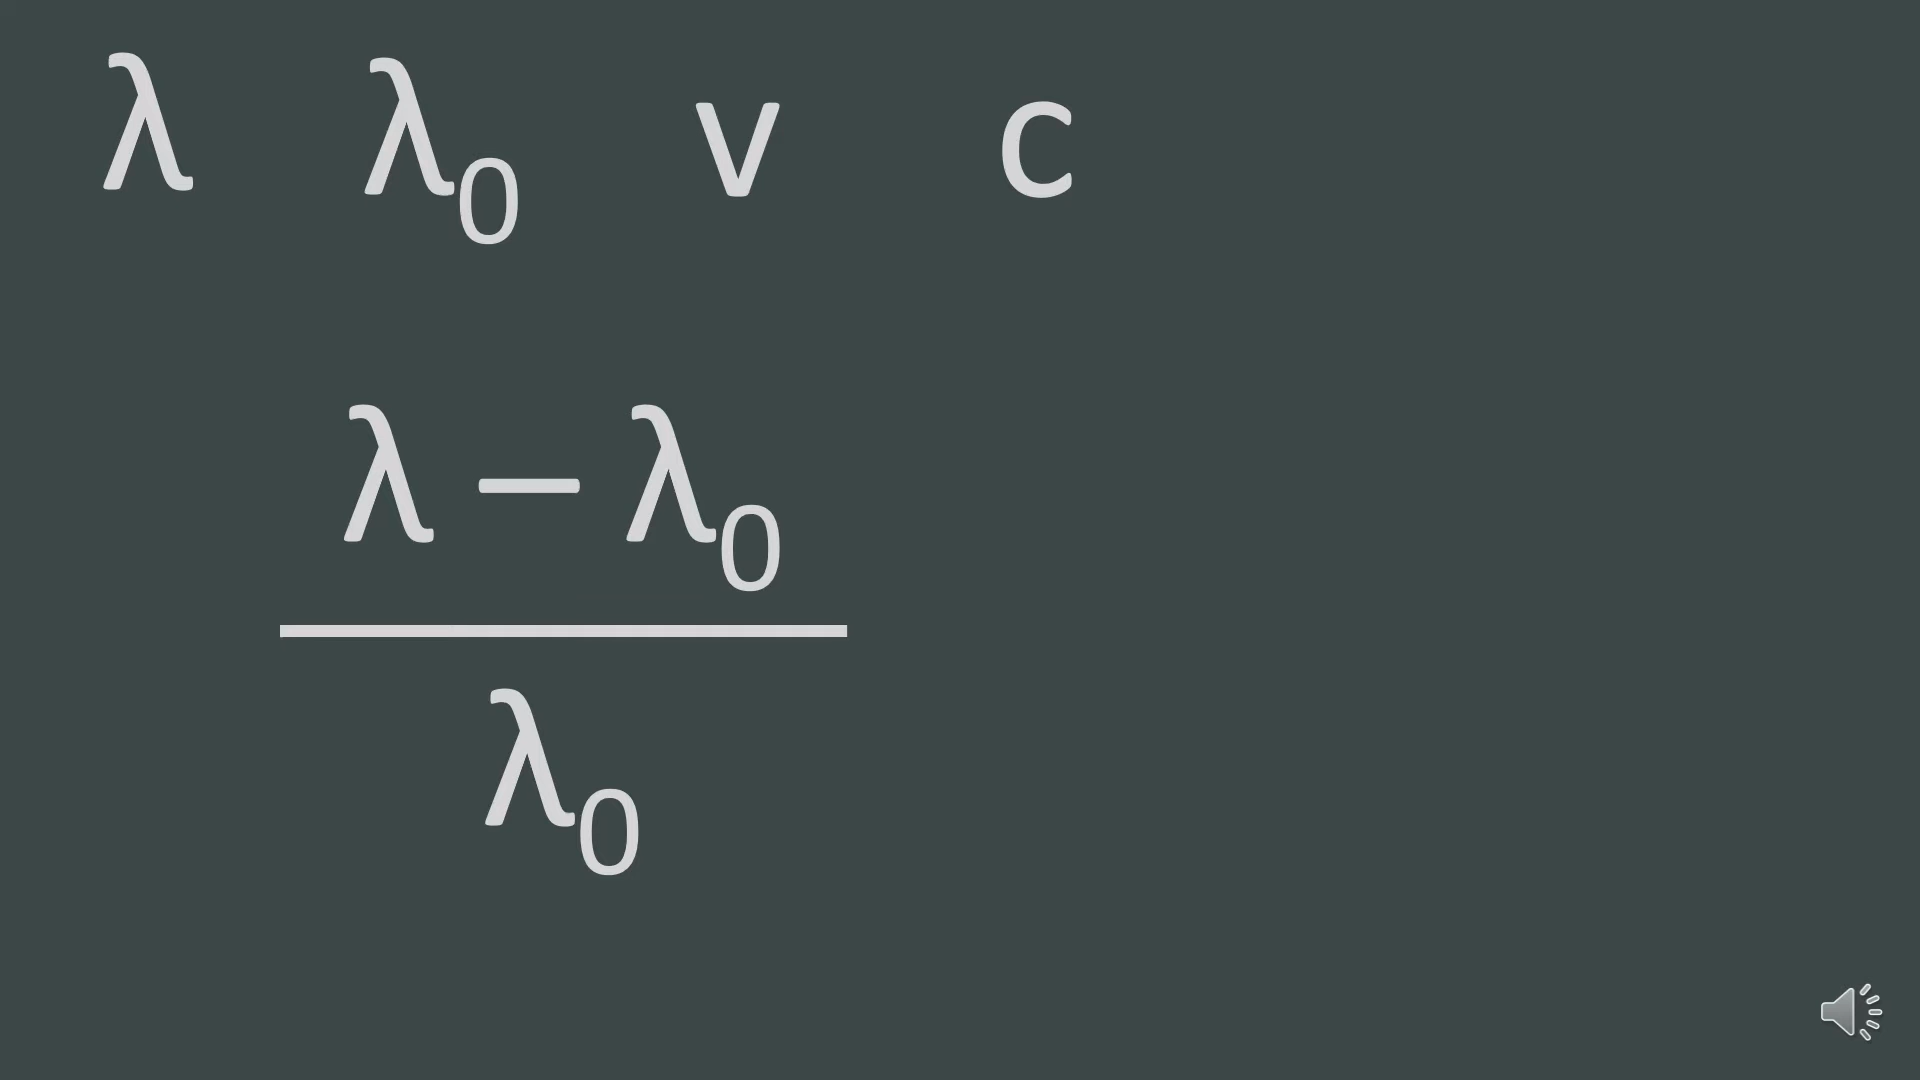 λ λ₀ v c
λ – λ₀
λ₀